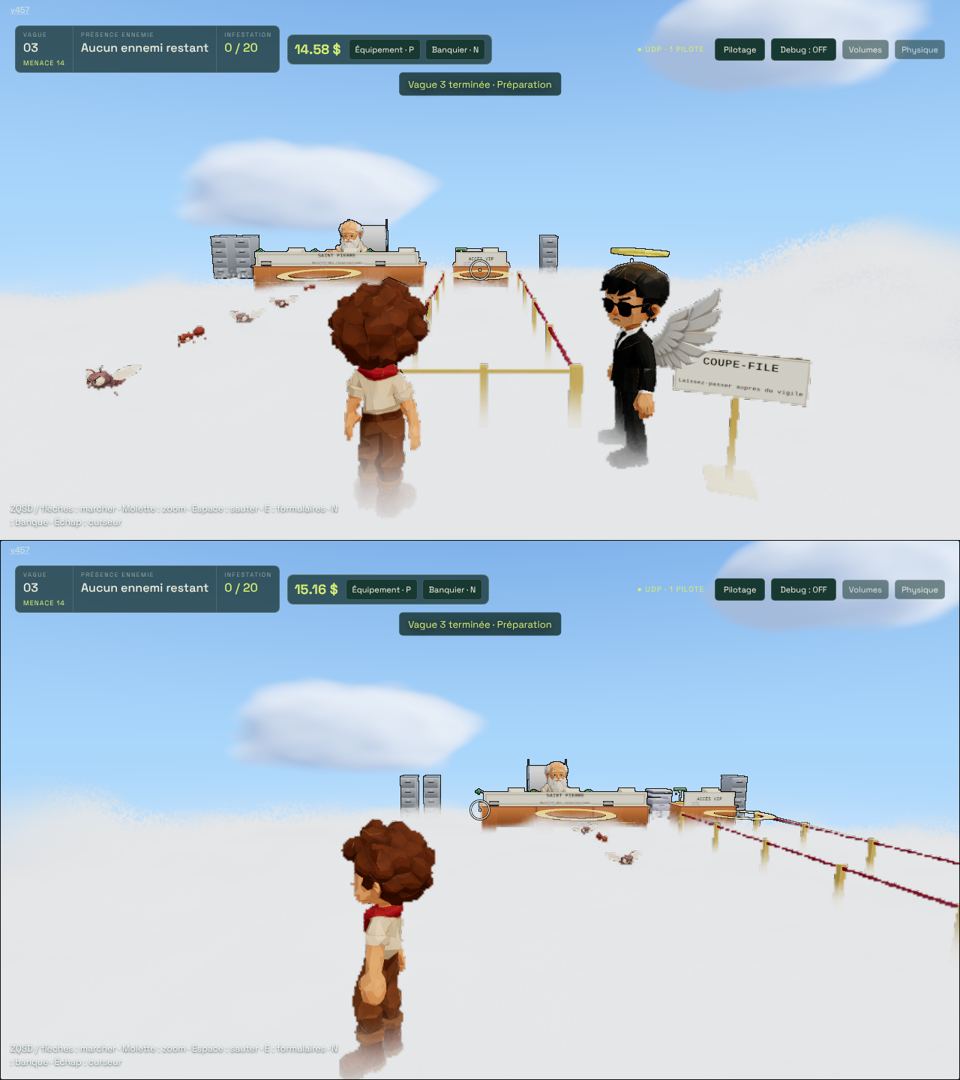 v457
VAGUE
03
MENACE 14
PRÉSENCE ENNEMIE
Aucun ennemi restant
INFESTATION
0 / 20
14.58 $
Équipement · P
Banquier · N
UDP · 1 PILOTE
Pilotage
Debug : OFF
Volumes
Physique
Vague 3 terminée · Préparation
SAINT PIERRE
ACCÈS VIP
COUPE-FILE
Laissez-passer aupres du vigile
ZQSD / flèches : marcher · Molette : zoom · Espace : sauter · E : formulaires · N
: banque · Échap : curseur
v457
VAGUE
03
MENACE 14
PRÉSENCE ENNEMIE
Aucun ennemi restant
INFESTATION
0 / 20
15.16 $
Équipement · P
Banquier · N
UDP · 1 PILOTE
Pilotage
Debug : OFF
Volumes
Physique
Vague 3 terminée · Préparation
SAINT PIERRE
ACCÈS VIP
ZQSD / flèches : marcher · Molette : zoom · Espace : sauter · E : formulaires · N
: banque · Échap : curseur